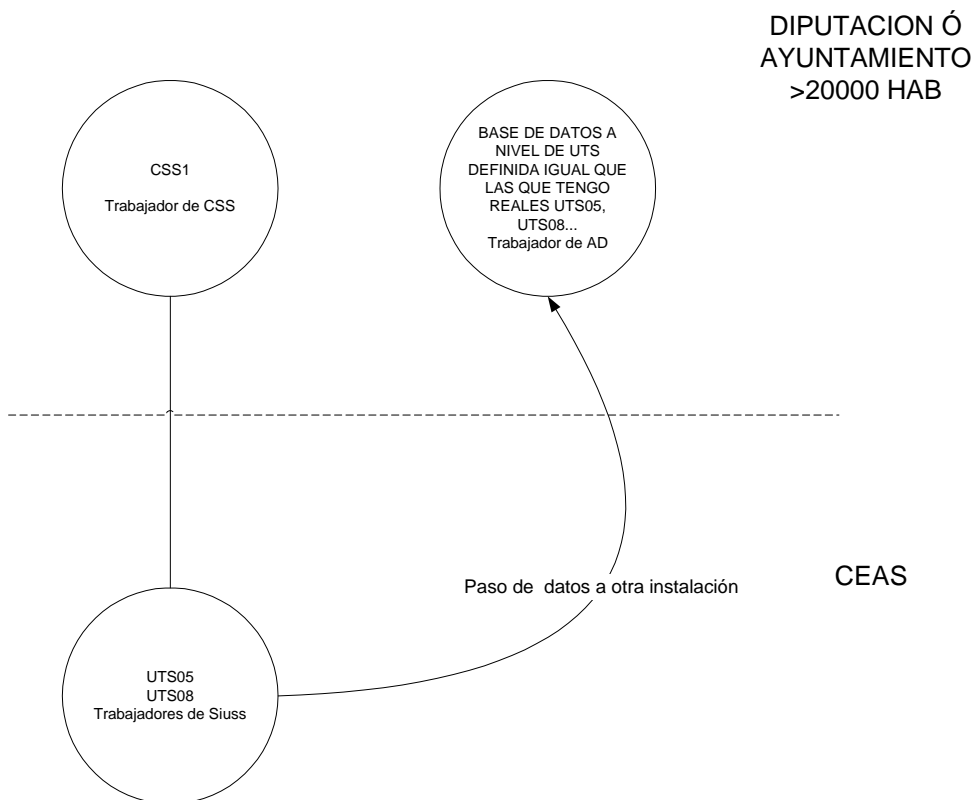 DIPUTACION Ó
AYUNTAMIENTO
>20000 HAB
CSS1
Trabajador de CSS
BASE DE DATOS A
NIVEL DE UTS
DEFINIDA IGUAL QUE
LAS QUE TENGO
REALES UTS05,
UTS08...
Trabajador de AD
Paso de datos a otra instalación
CEAS
UTS05
UTS08
Trabajadores de Siuss